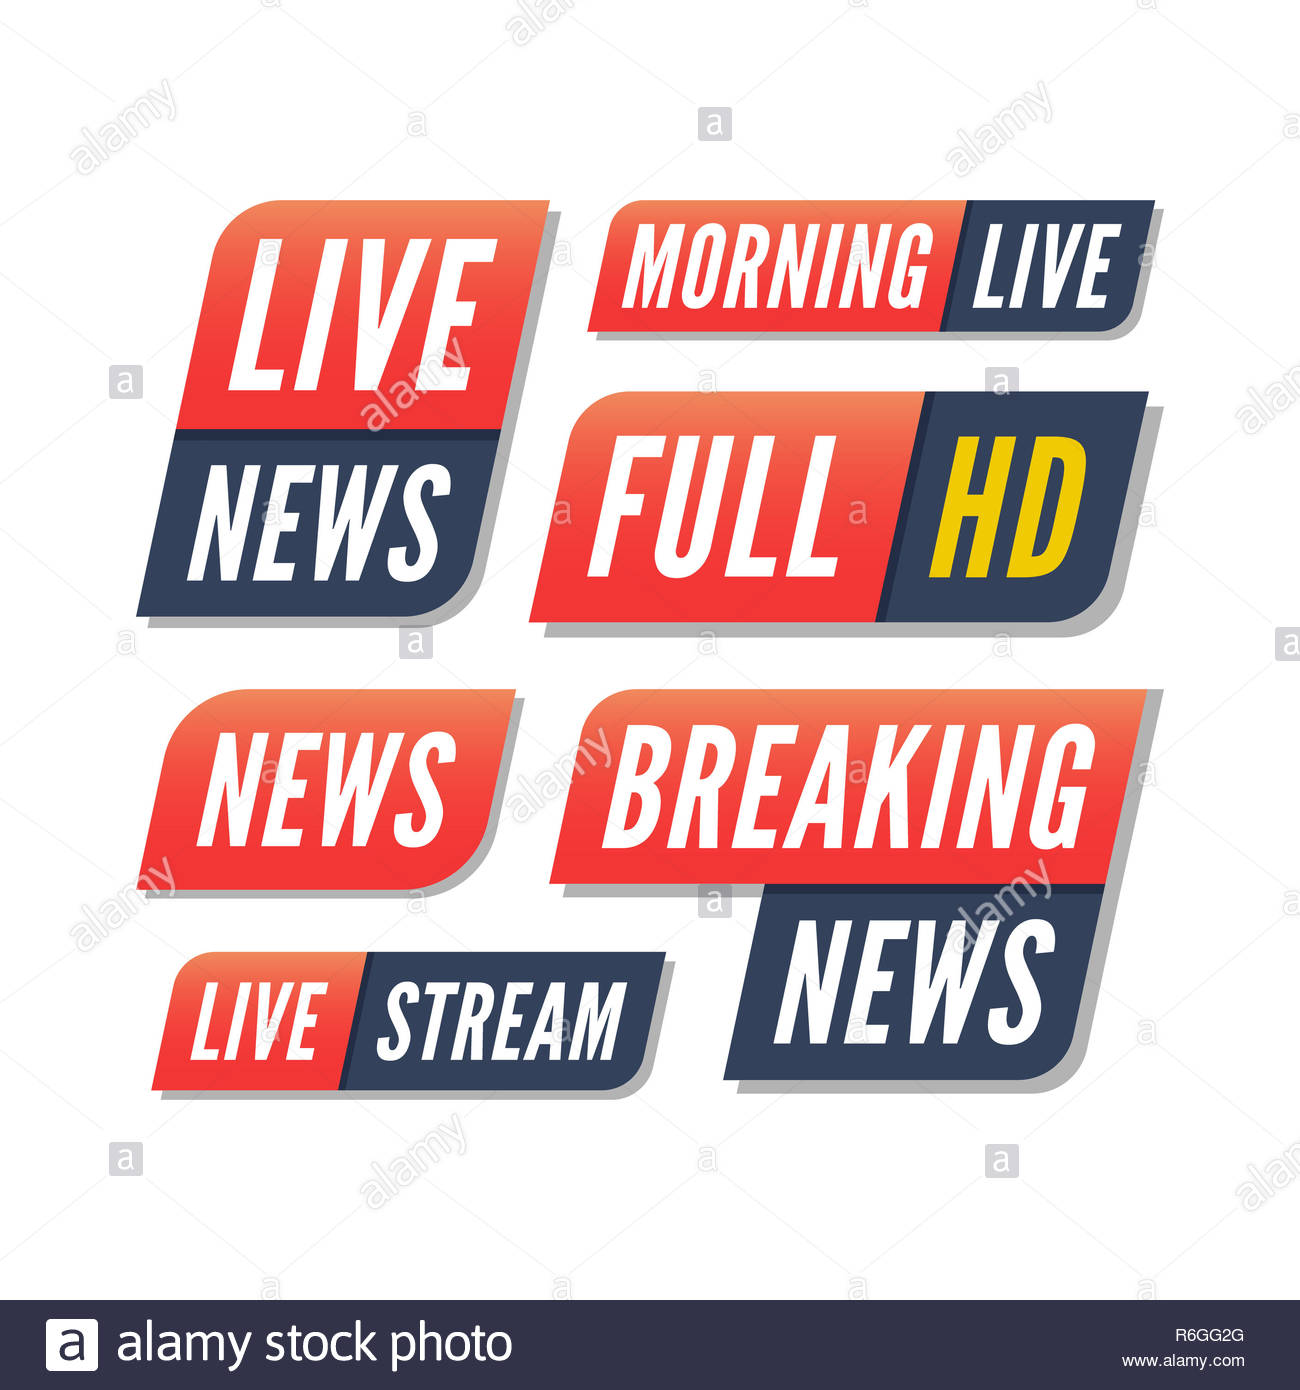 LIVE
NEWS
MORNING LIVE
FULL HD
NEWS
BREAKING
NEWS
LIVE STREAM
a alamy stock photo
R6GG2G
www.alamy.com